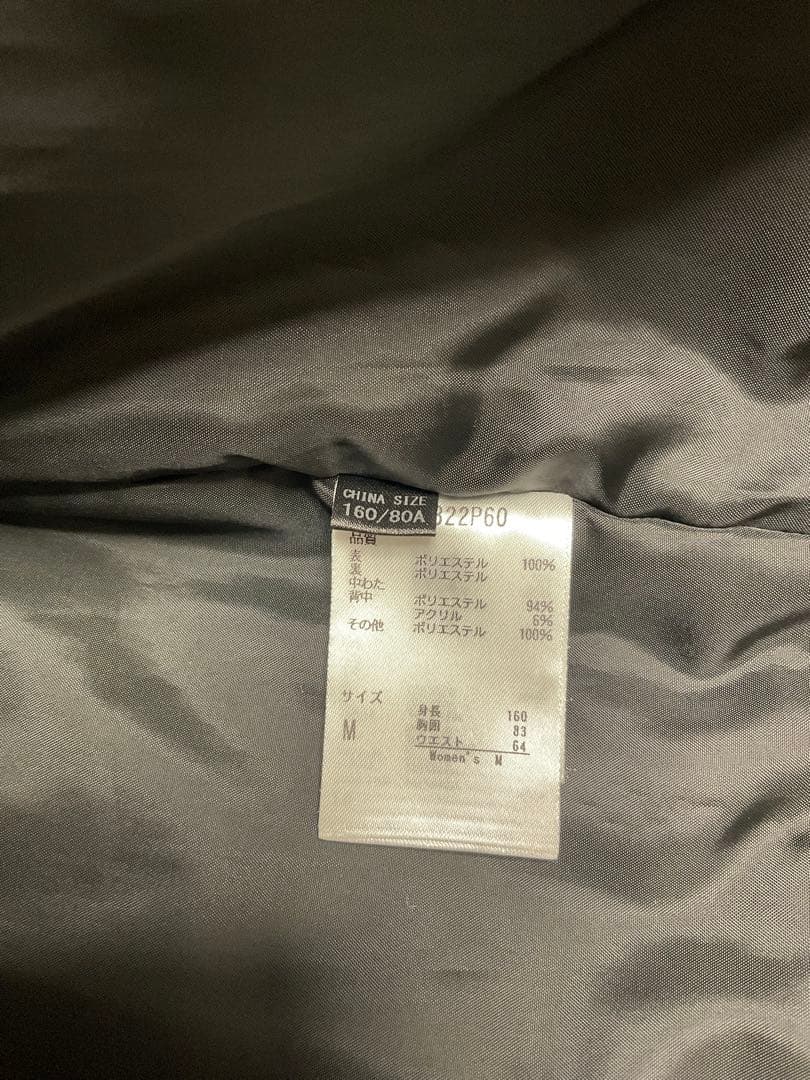 CHINA SIZE
160/80A
322P60
品質
表 ポリエステル 100%
裏 ポリエステル
中わた
背中 ポリエステル 94%
アクリル 6%
その他 ポリエステル 100%
サイズ
M
身長 160
胸囲 83
ウエスト 64
Women's M